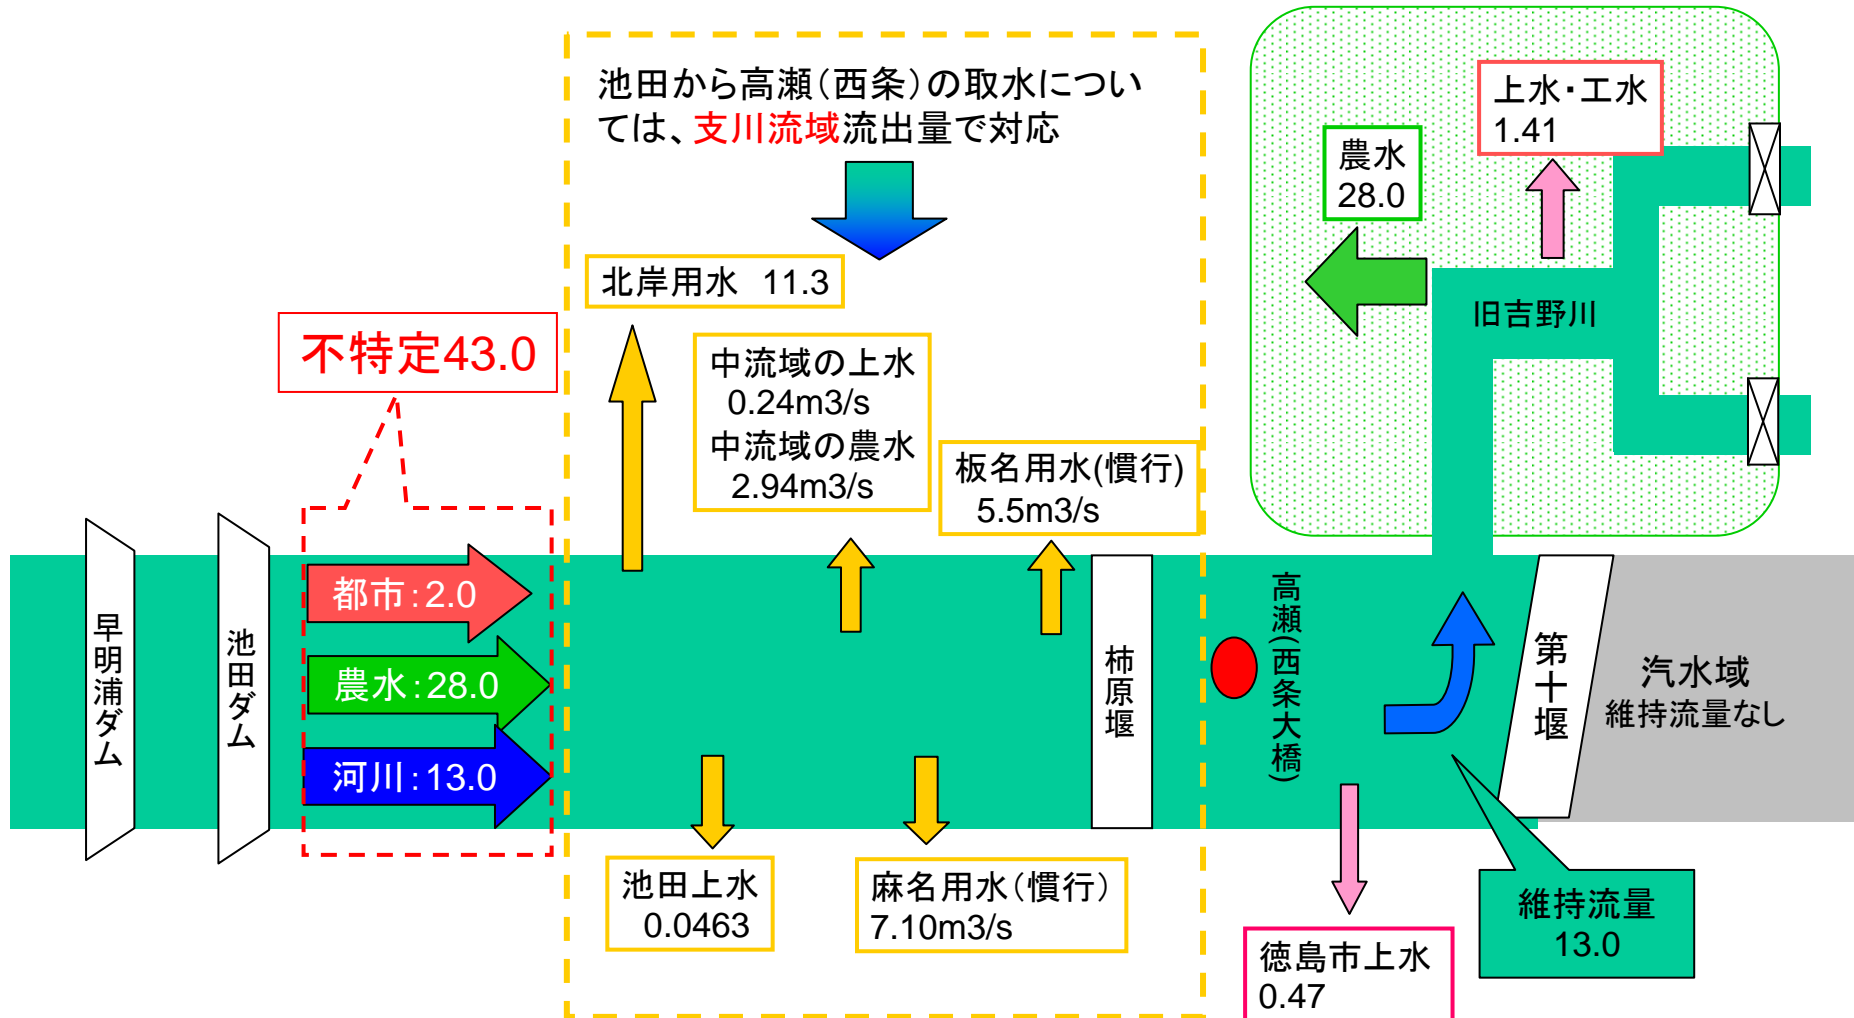 池田から高瀬(西条)の取水につい
ては、支川流域流出量で対応
上水・工水
1.41
農水
28.0
北岸用水 11.3
旧吉野川
不特定43.0
中流域の上水
0.24m3/s
中流域の農水
2.94m3/s
板名用水(慣行)
5.5m3/s
早明浦ダム
池田ダム
都市:2.0
農水:28.0
河川:13.0
柿原堰
高瀬(西条大橋)
第十堰
汽水域
維持流量なし
池田上水
0.0463
麻名用水(慣行)
7.10m3/s
維持流量
13.0
徳島市上水
0.47